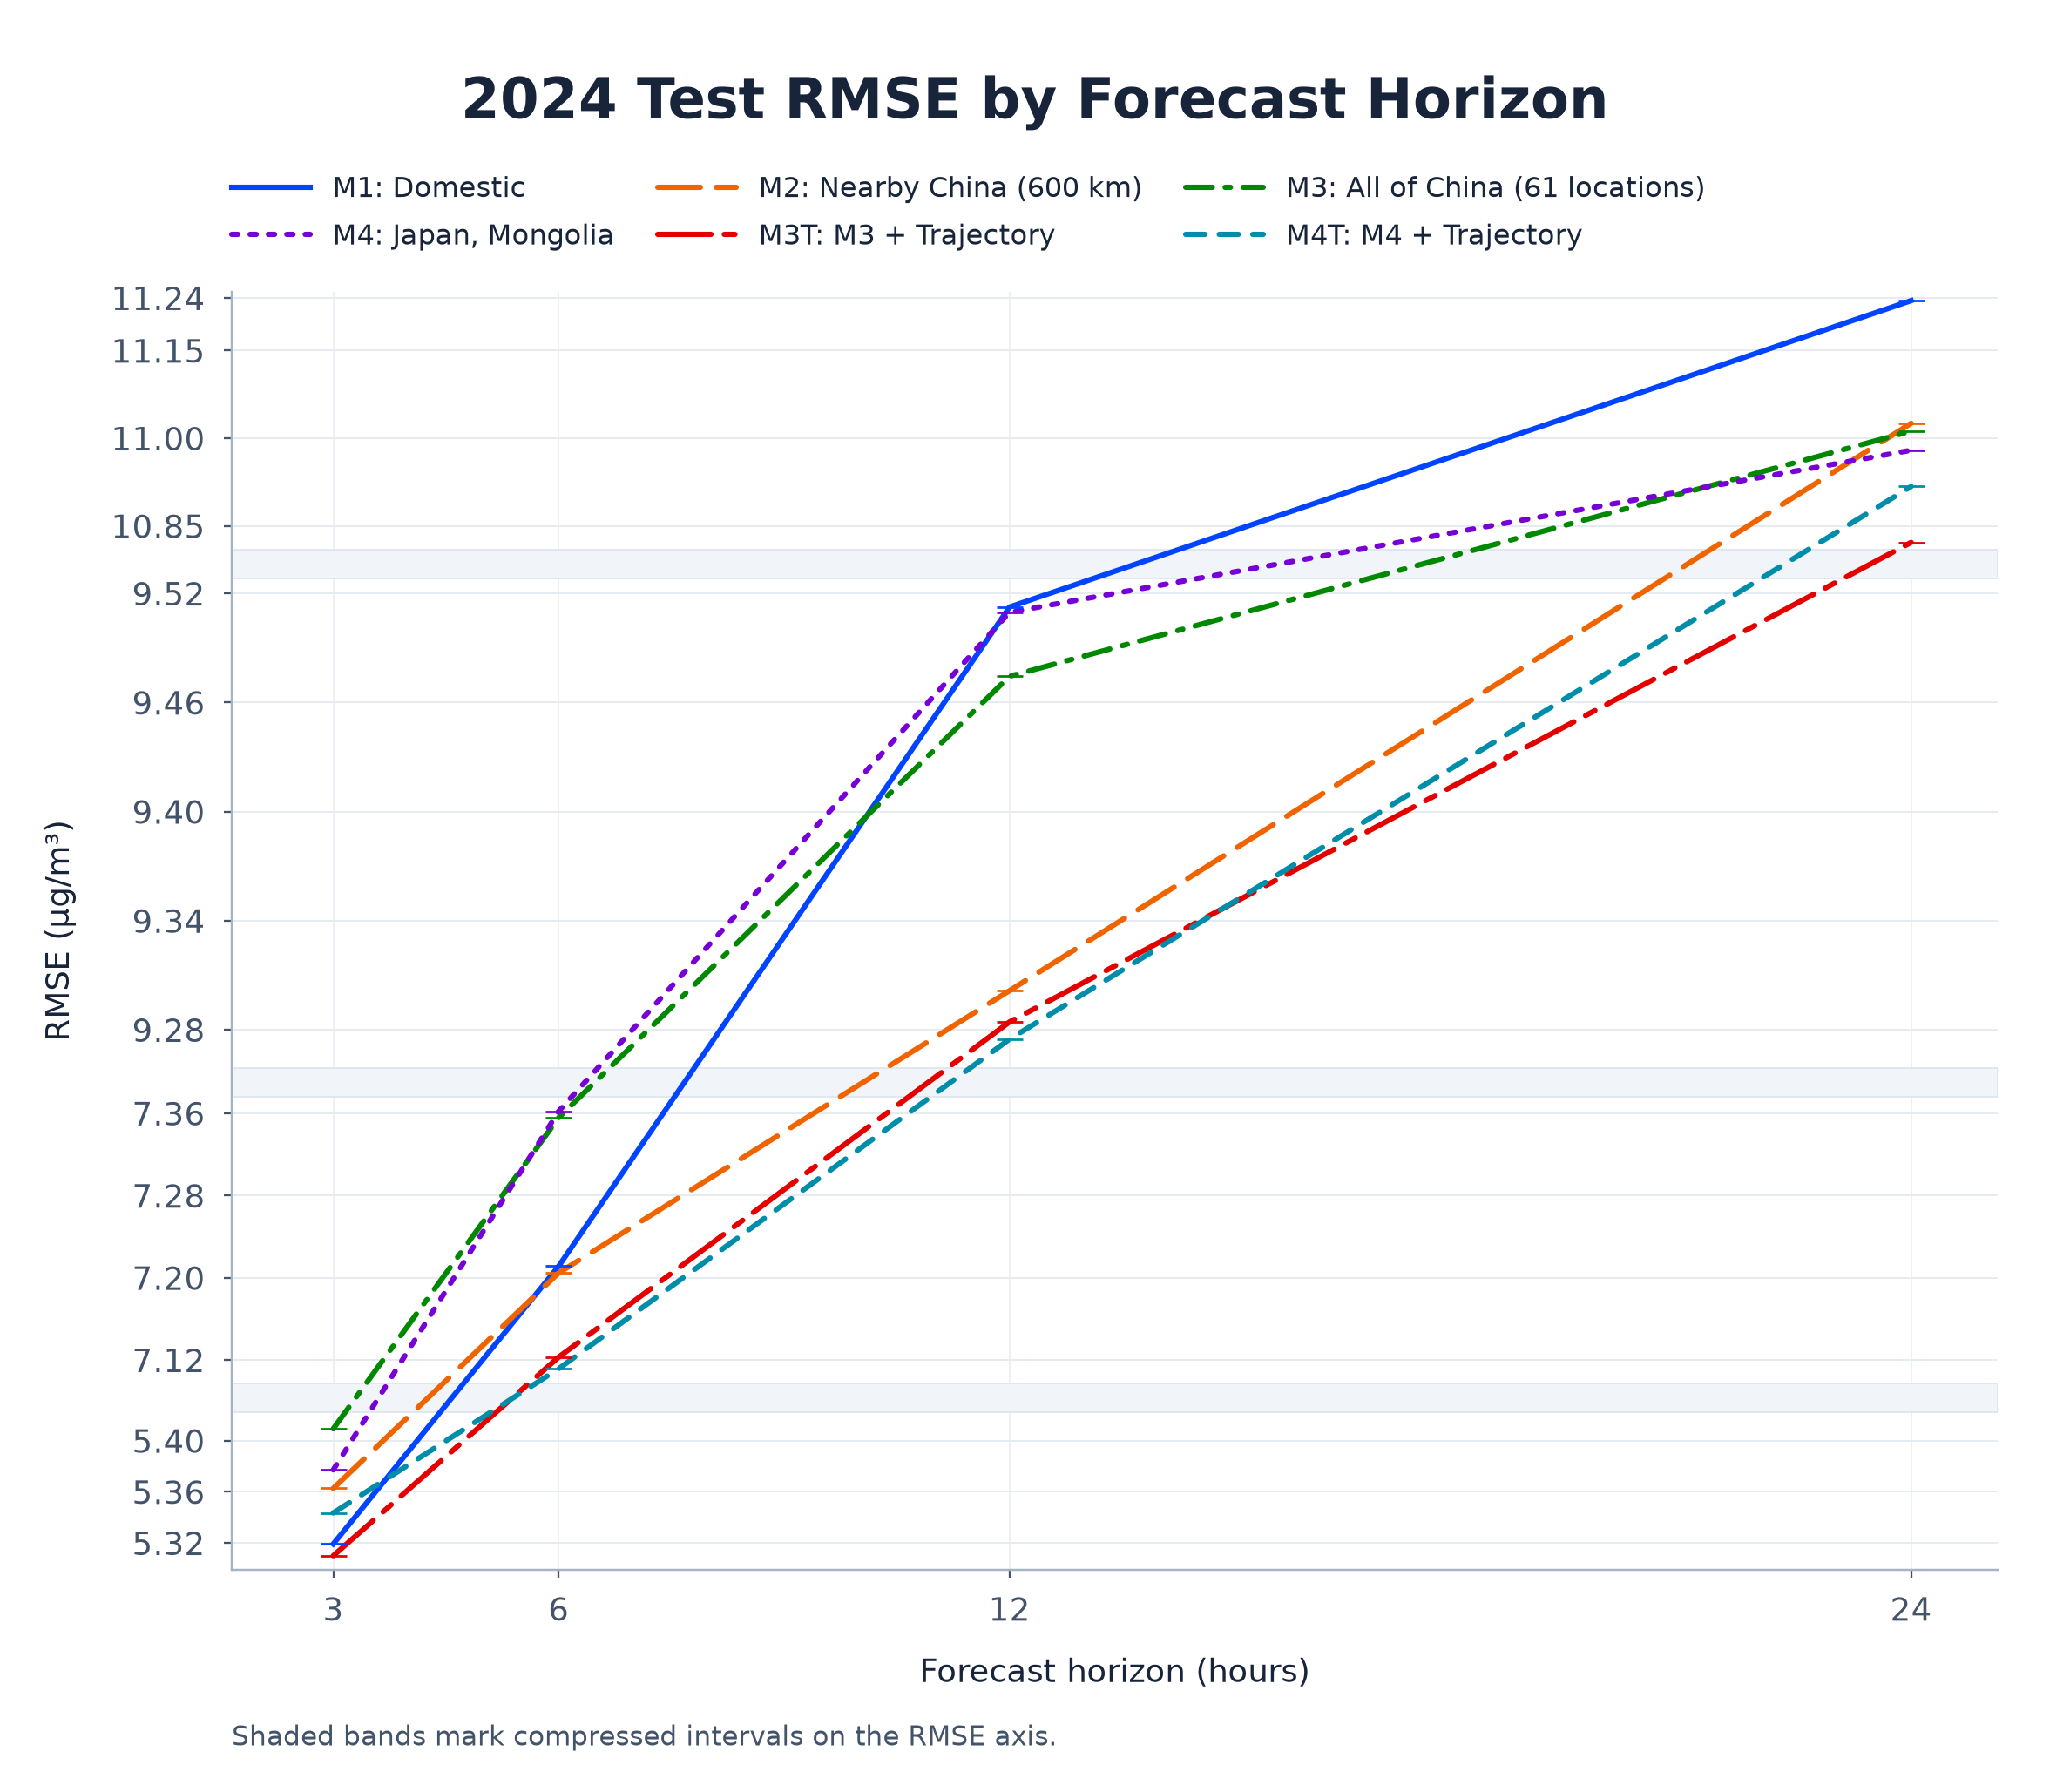 2024 Test RMSE by Forecast Horizon
M1: Domestic
M2: Nearby China (600 km)
M3: All of China (61 locations)
M4: Japan, Mongolia
M3T: M3 + Trajectory
M4T: M4 + Trajectory
11.24
11.15
11.00
10.85
9.52
9.46
9.40
9.34
9.28
7.36
7.28
7.20
7.12
5.40
5.36
5.32
RMSE (µg/m³)
3
6
12
24
Forecast horizon (hours)
Shaded bands mark compressed intervals on the RMSE axis.